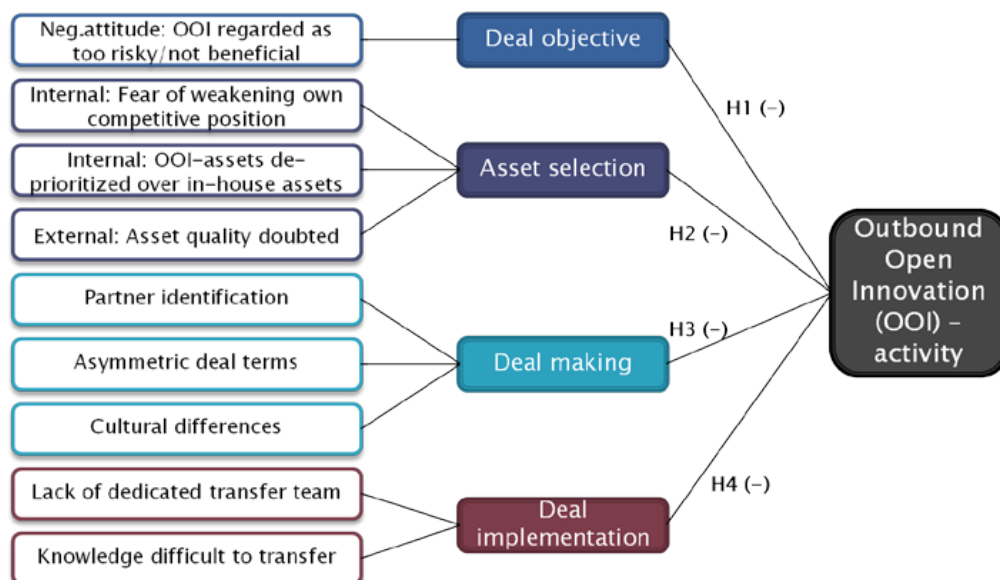 Neg.attitude: OOI regarded as
too risky/not beneficial
Deal objective
Internal: Fear of weakening own
competitive position
H1 (-)
Internal: OOI-assets de-
prioritized over in-house assets
Asset selection
External: Asset quality doubted
H2 (-)
Outbound
Open
Innovation
(OOI) -
activity
Partner identification
H3 (-)
Asymmetric deal terms
Deal making
Cultural differences
Lack of dedicated transfer team
H4 (-)
Deal
implementation
Knowledge difficult to transfer